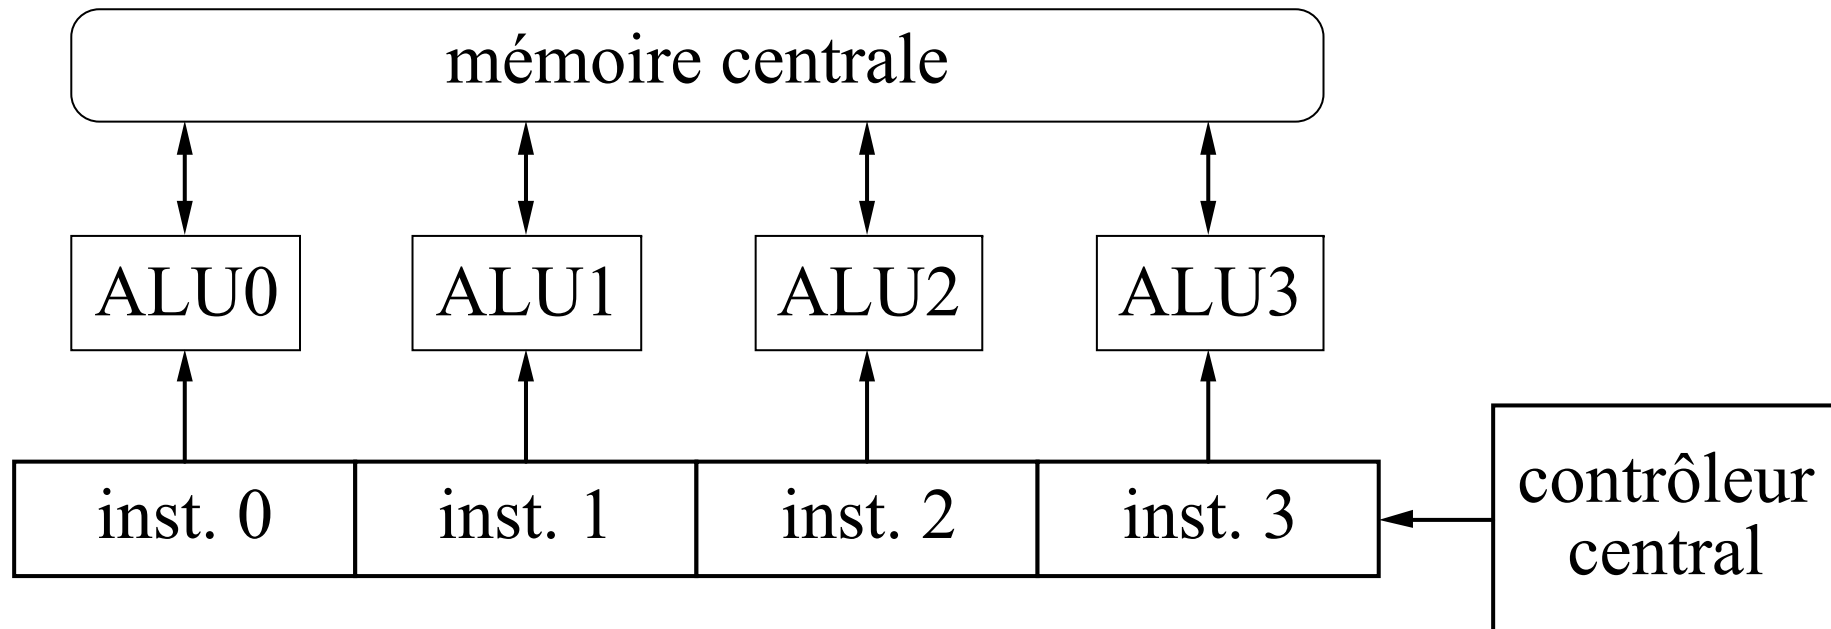 mémoire centrale
ALU0
ALU1
ALU2
ALU3
inst. 0
inst. 1
inst. 2
inst. 3
contrôleur
central